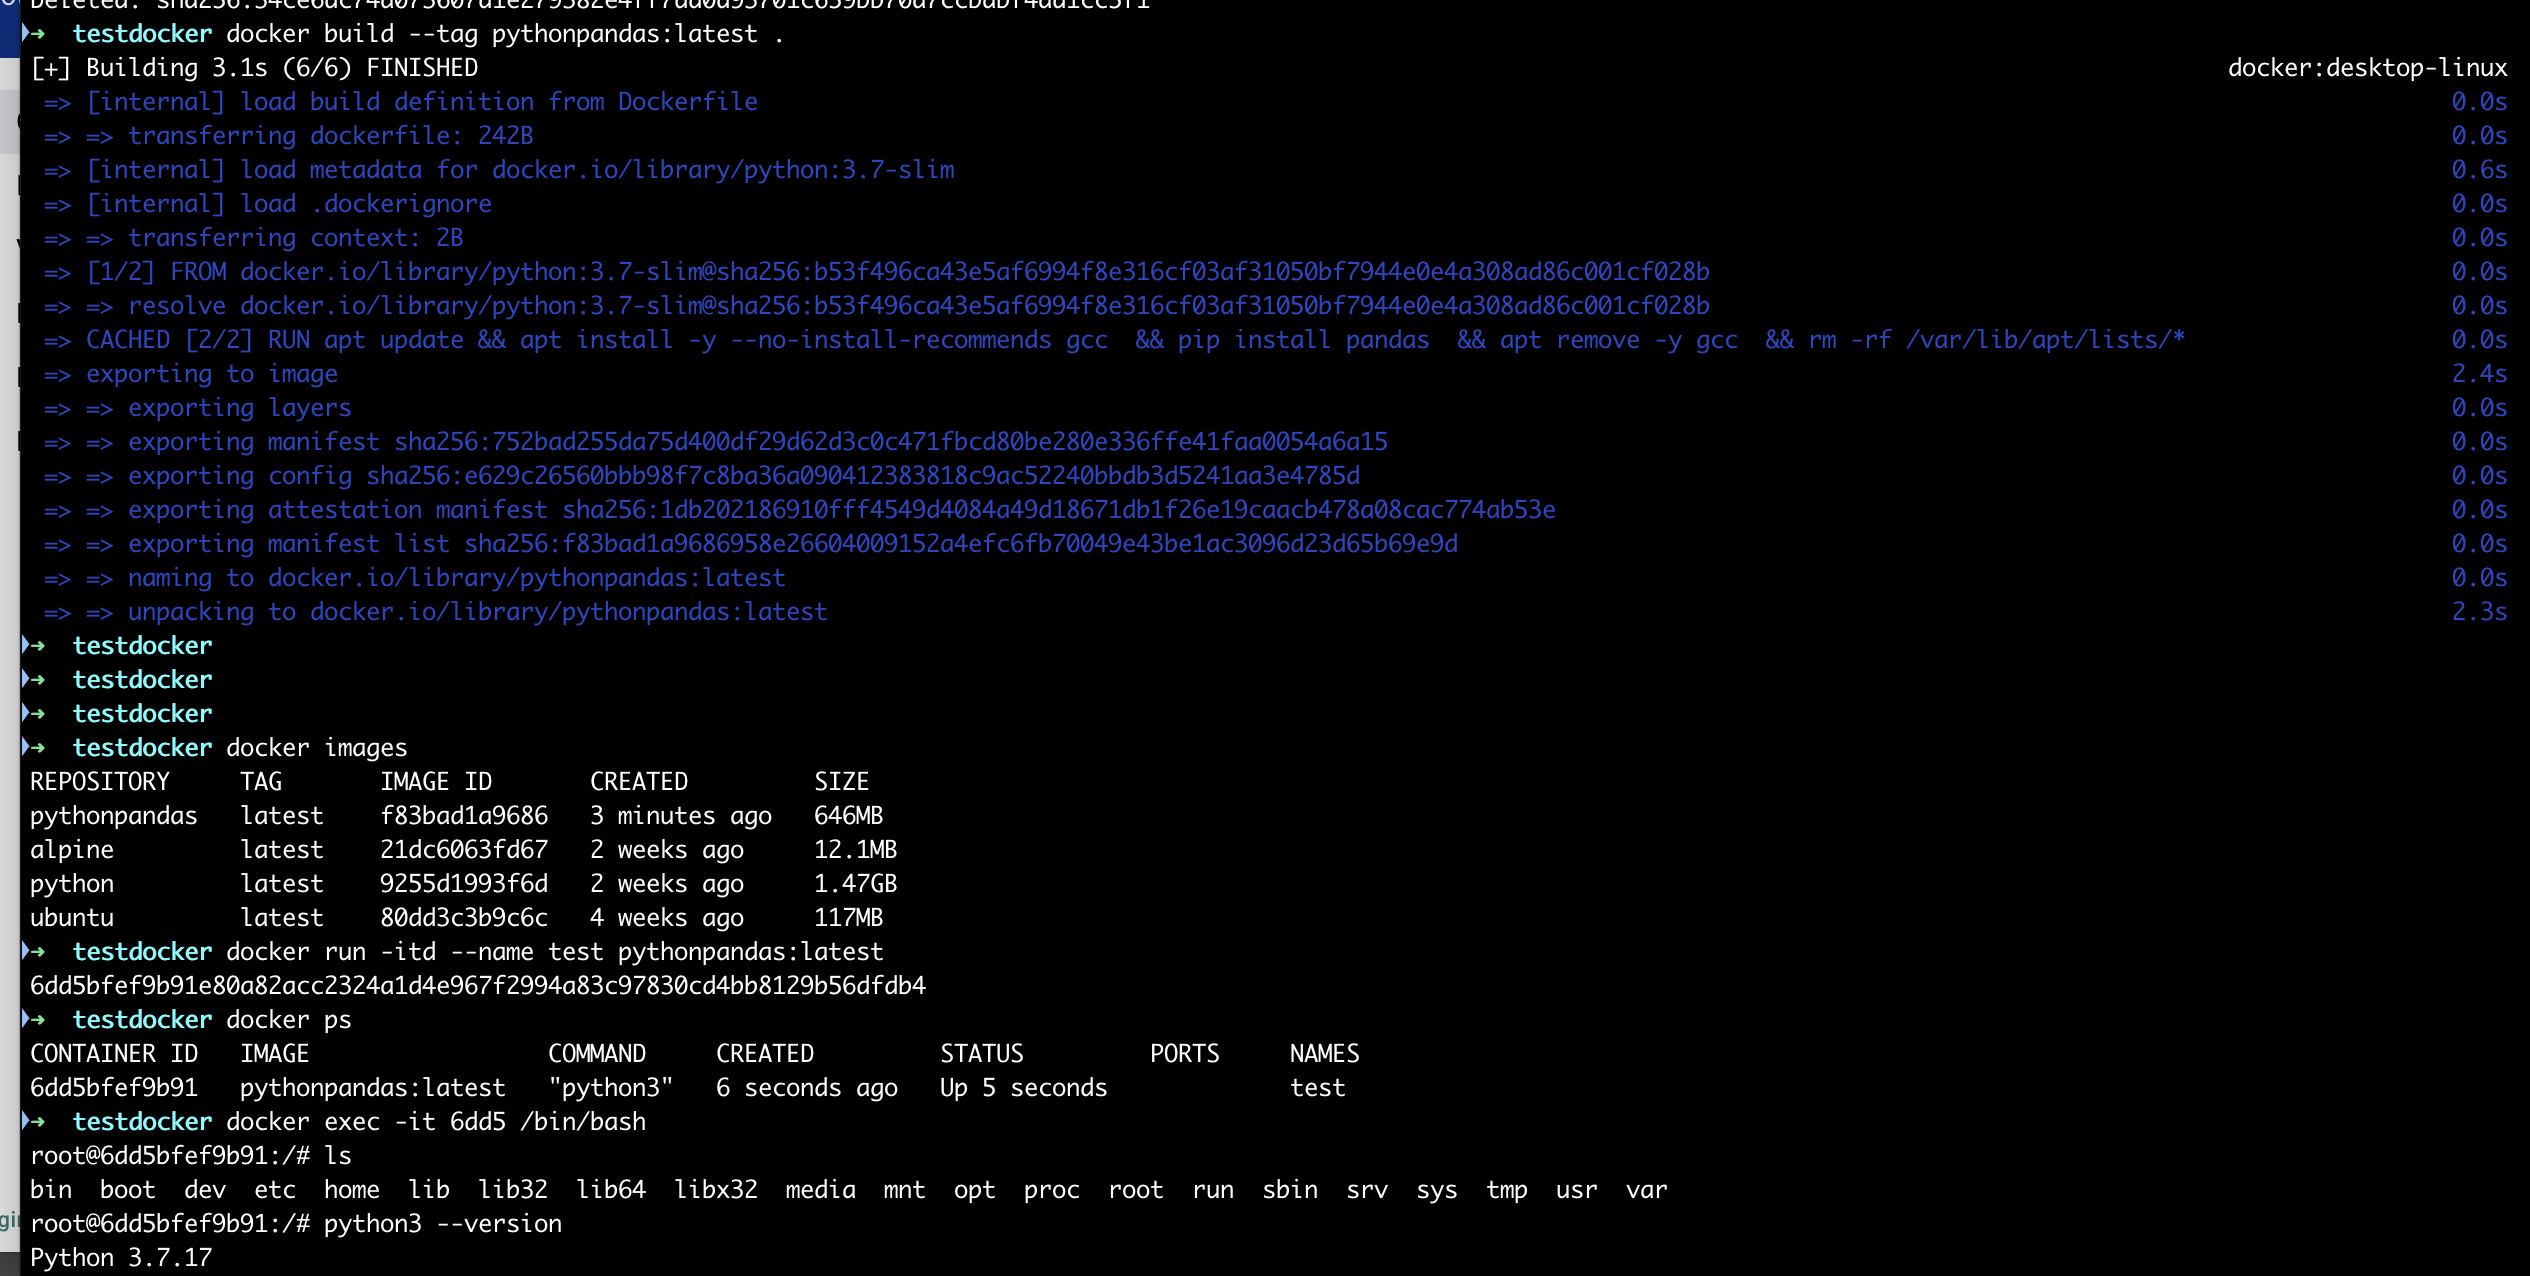 testdocker docker build --tag pythonpandas:latest .
[+] Building 3.1s (6/6) FINISHED docker:desktop-linux
=> [internal] load build definition from Dockerfile 0.0s
=> => transferring dockerfile: 242B 0.0s
=> [internal] load metadata for docker.io/library/python:3.7-slim 0.6s
=> [internal] load .dockerignore 0.0s
=> => transferring context: 2B 0.0s
=> [1/2] FROM docker.io/library/python:3.7-slim@sha256:b53f496ca43e5af6994f8e316cf03af31050bf7944e0e4a308ad86c001cf028b 0.0s
=> => resolve docker.io/library/python:3.7-slim@sha256:b53f496ca43e5af6994f8e316cf03af31050bf7944e0e4a308ad86c001cf028b 0.0s
=> CACHED [2/2] RUN apt update && apt install -y --no-install-recommends gcc  && pip install pandas  && apt remove -y gcc  && rm -rf /var/lib/apt/lists/* 0.0s
=> exporting to image 2.4s
=> => exporting layers 0.0s
=> => exporting manifest sha256:752bad255da75d400df29d62d3c0c471fbcd80be280e336ffe41faa0054a6a15 0.0s
=> => exporting config sha256:e629c26560bbb98f7c8ba36a090412383818c9ac52240bbdb3d5241aa3e4785d 0.0s
=> => exporting attestation manifest sha256:1db202186910fff4549d4084a49d18671db1f26e19caacb478a08cac774ab53e 0.0s
=> => exporting manifest list sha256:f83bad1a9686958e26604009152a4efc6fb70049e43be1ac3096d23d65b69e9d 0.0s
=> => naming to docker.io/library/pythonpandas:latest 0.0s
=> => unpacking to docker.io/library/pythonpandas:latest 2.3s
testdocker
testdocker
testdocker
testdocker docker images
REPOSITORY TAG IMAGE ID CREATED SIZE
pythonpandas latest f83bad1a9686 3 minutes ago 646MB
alpine latest 21dc6063fd67 2 weeks ago 12.1MB
python latest 9255d1993f6d 2 weeks ago 1.47GB
ubuntu latest 80dd3c3b9c6c 4 weeks ago 117MB
testdocker docker run -itd --name test pythonpandas:latest
6dd5bfef9b91e80a82acc2324a1d4e967f2994a83c97830cd4bb8129b56dfdb4
testdocker docker ps
CONTAINER ID IMAGE COMMAND CREATED STATUS PORTS NAMES
6dd5bfef9b91 pythonpandas:latest "python3" 6 seconds ago Up 5 seconds test
testdocker docker exec -it 6dd5 /bin/bash
root@6dd5bfef9b91:/# ls
bin boot dev etc home lib lib32 lib64 libx32 media mnt opt proc root run sbin srv sys tmp usr var
root@6dd5bfef9b91:/# python3 --version
Python 3.7.17